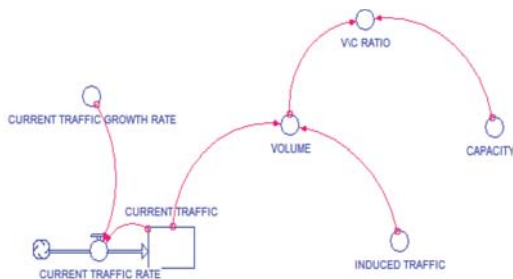 V\C RATIO
CURRENT TRAFFIC GROWTH RATE
VOLUME
CAPACITY
CURRENT TRAFFIC
INDUCED TRAFFIC
CURRENT TRAFFIC RATE